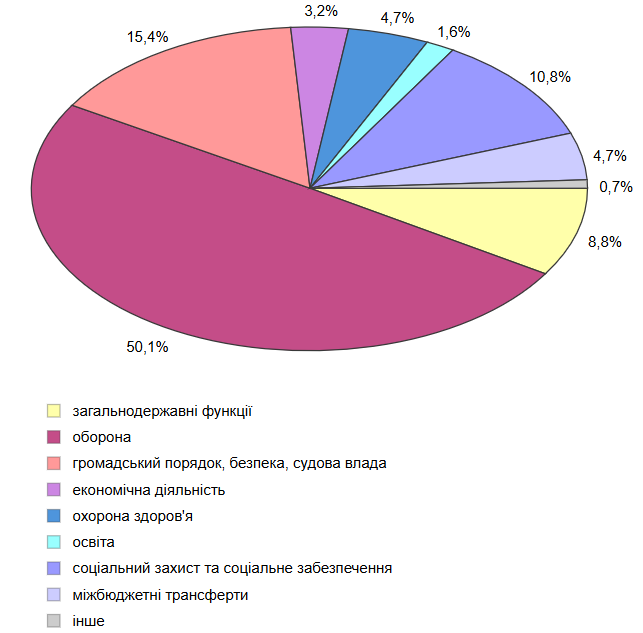 3,2%
4,7%
1,6%
15,4%
10,8%
4,7%
0,7%
8,8%
50,1%
загальнодержавні функції
оборона
громадський порядок, безпека, судова влада
економічна діяльність
охорона здоров'я
освіта
соціальний захист та соціальне забезпечення
міжбюджетні трансферти
інше